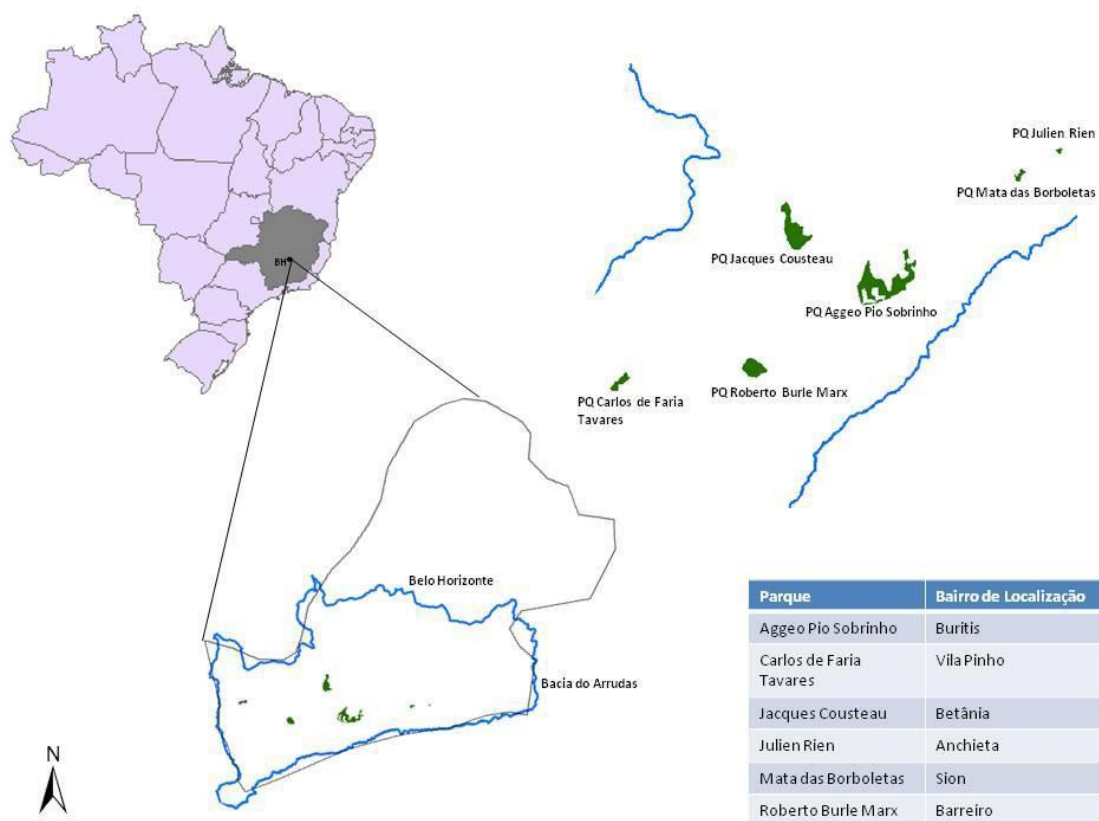 BH
PQ Julien Rien
PQ Mata das Borboletas
PQ Jacques Cousteau
PQ Aggeo Pio Sobrinho
PQ Carlos de Faria
Tavares
PQ Roberto Burle Marx
Belo Horizonte
Bacia do Arrudas
N
Parque Bairro de Localização
Aggeo Pio Sobrinho Buritis
Carlos de Faria Vila Pinho
Tavares
Jacques Cousteau Betânia
Julien Rien Anchieta
Mata das Borboletas Sion
Roberto Burle Marx Barreiro